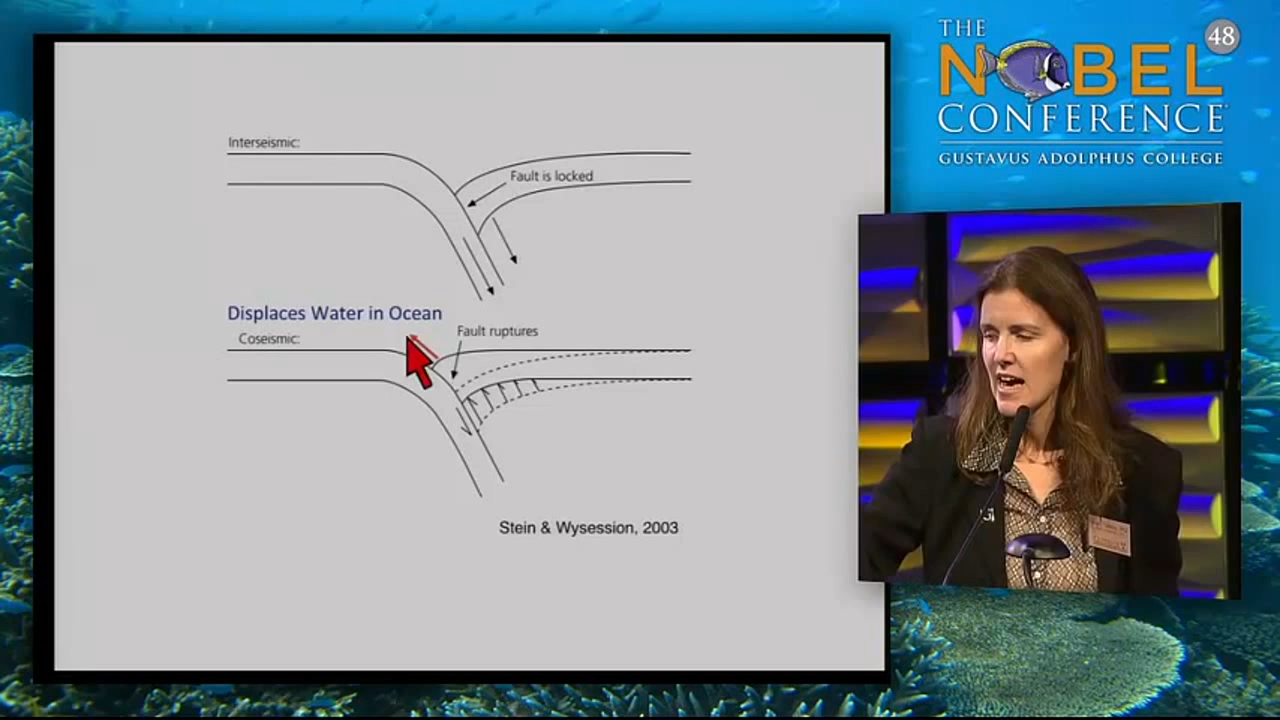 Interseismic:
Fault is locked
Displaces Water in Ocean
Coseismic:
Fault ruptures
Stein & Wysession, 2003
THE
NOBEL
48
CONFERENCE
GUSTAVUS ADOLPHUS COLLEGE